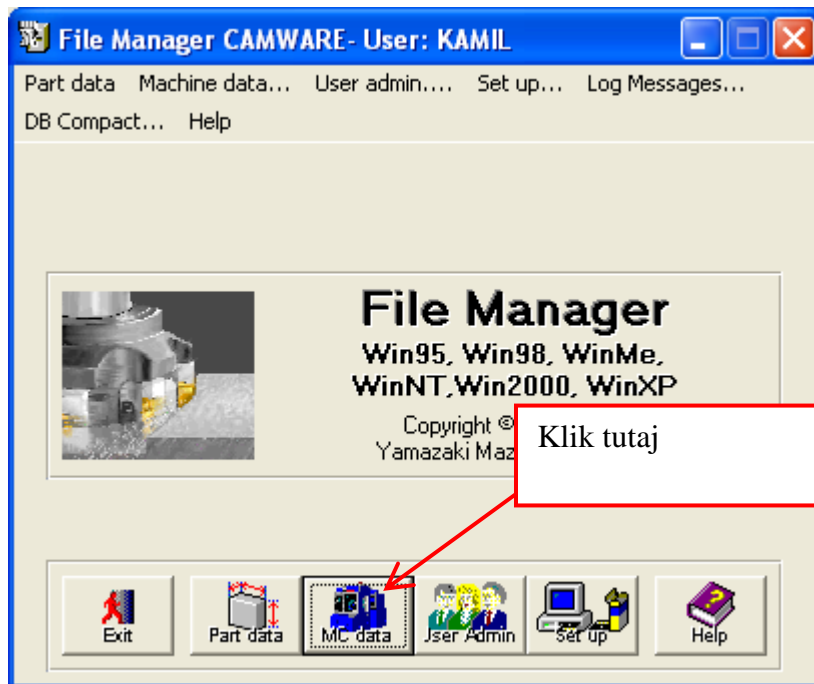 File Manager CAMWARE- User: KAMIL
Part data Machine data... User admin.... Set up... Log Messages...
DB Compact... Help
File Manager
Win95, Win98, WinMe,
WinNT,Win2000, WinXP
Copyright ©
Yamazaki Maz
Klik tutaj
Exit Part data MC data User Admin Set up Help